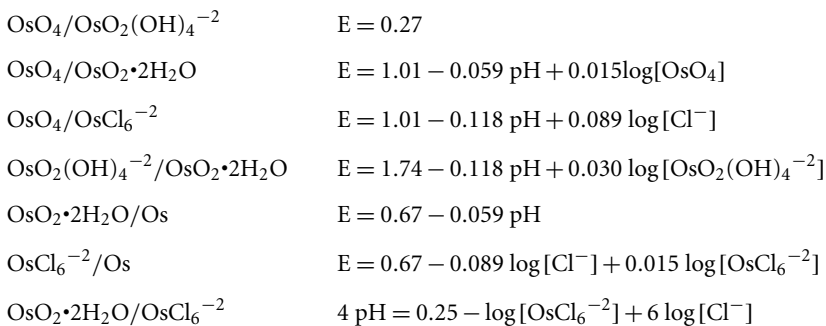 OsO₄/OsO₂(OH)₄⁻² E = 0.27
OsO₄/OsO₂•2H₂O E = 1.01 − 0.059 pH + 0.015log[OsO₄]
OsO₄/OsCl₆⁻² E = 1.01 − 0.118 pH + 0.089 log[Cl⁻]
OsO₂(OH)₄⁻²/OsO₂•2H₂O E = 1.74 − 0.118 pH + 0.030 log[OsO₂(OH)₄⁻²]
OsO₂•2H₂O/Os E = 0.67 − 0.059 pH
OsCl₆⁻²/Os E = 0.67 − 0.089 log[Cl⁻] + 0.015 log[OsCl₆⁻²]
OsO₂•2H₂O/OsCl₆⁻² 4 pH = 0.25 − log[OsCl₆⁻²] + 6 log[Cl⁻]